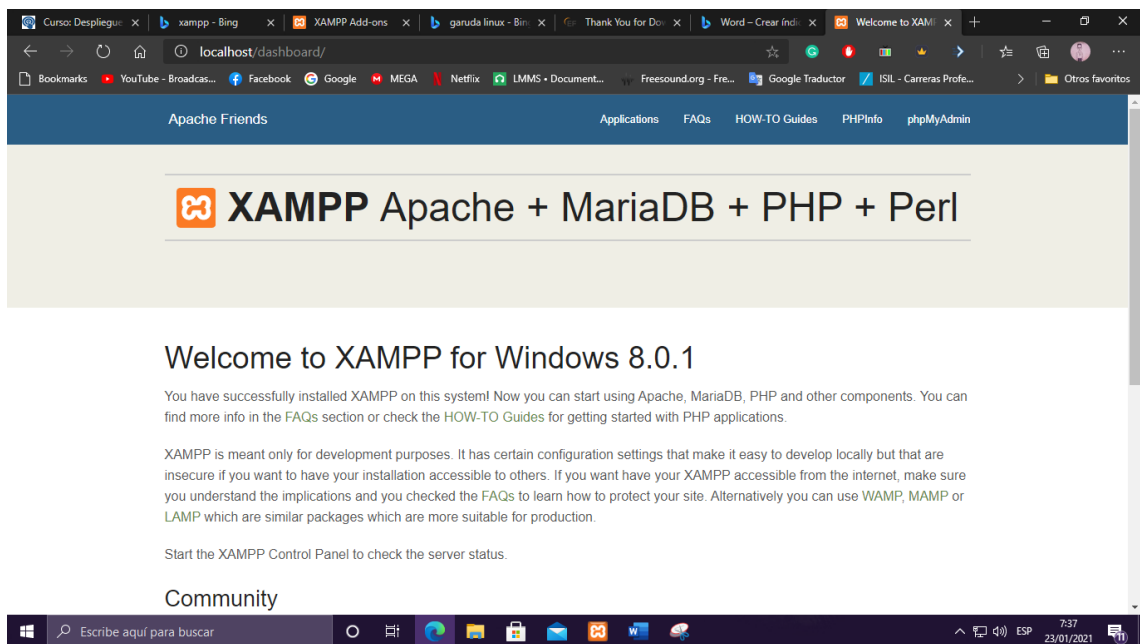 Curso: Despliegue xampp - Bing XAMPP Add-ons garuda linux - Bin Thank You for Dov Word – Crear índic Welcome to XAM
localhost/dashboard/
Bookmarks YouTube - Broadcas... Facebook Google MEGA Netflix LMMS • Document... Freesound.org - Fre... Google Traductor ISIL - Carreras Profe... Otros favoritos
Apache Friends Applications FAQs HOW-TO Guides PHPInfo phpMyAdmin
XAMPP Apache + MariaDB + PHP + Perl
Welcome to XAMPP for Windows 8.0.1
You have successfully installed XAMPP on this system! Now you can start using Apache, MariaDB, PHP and other components. You can
find more info in the FAQs section or check the HOW-TO Guides for getting started with PHP applications.
XAMPP is meant only for development purposes. It has certain configuration settings that make it easy to develop locally but that are
insecure if you want to have your installation accessible to others. If you want have your XAMPP accessible from the internet, make sure
you understand the implications and you checked the FAQs to learn how to protect your site. Alternatively you can use WAMP, MAMP or
LAMP which are similar packages which are more suitable for production.
Start the XAMPP Control Panel to check the server status.
Community
Escribe aquí para buscar ESP 7:37
23/01/2021